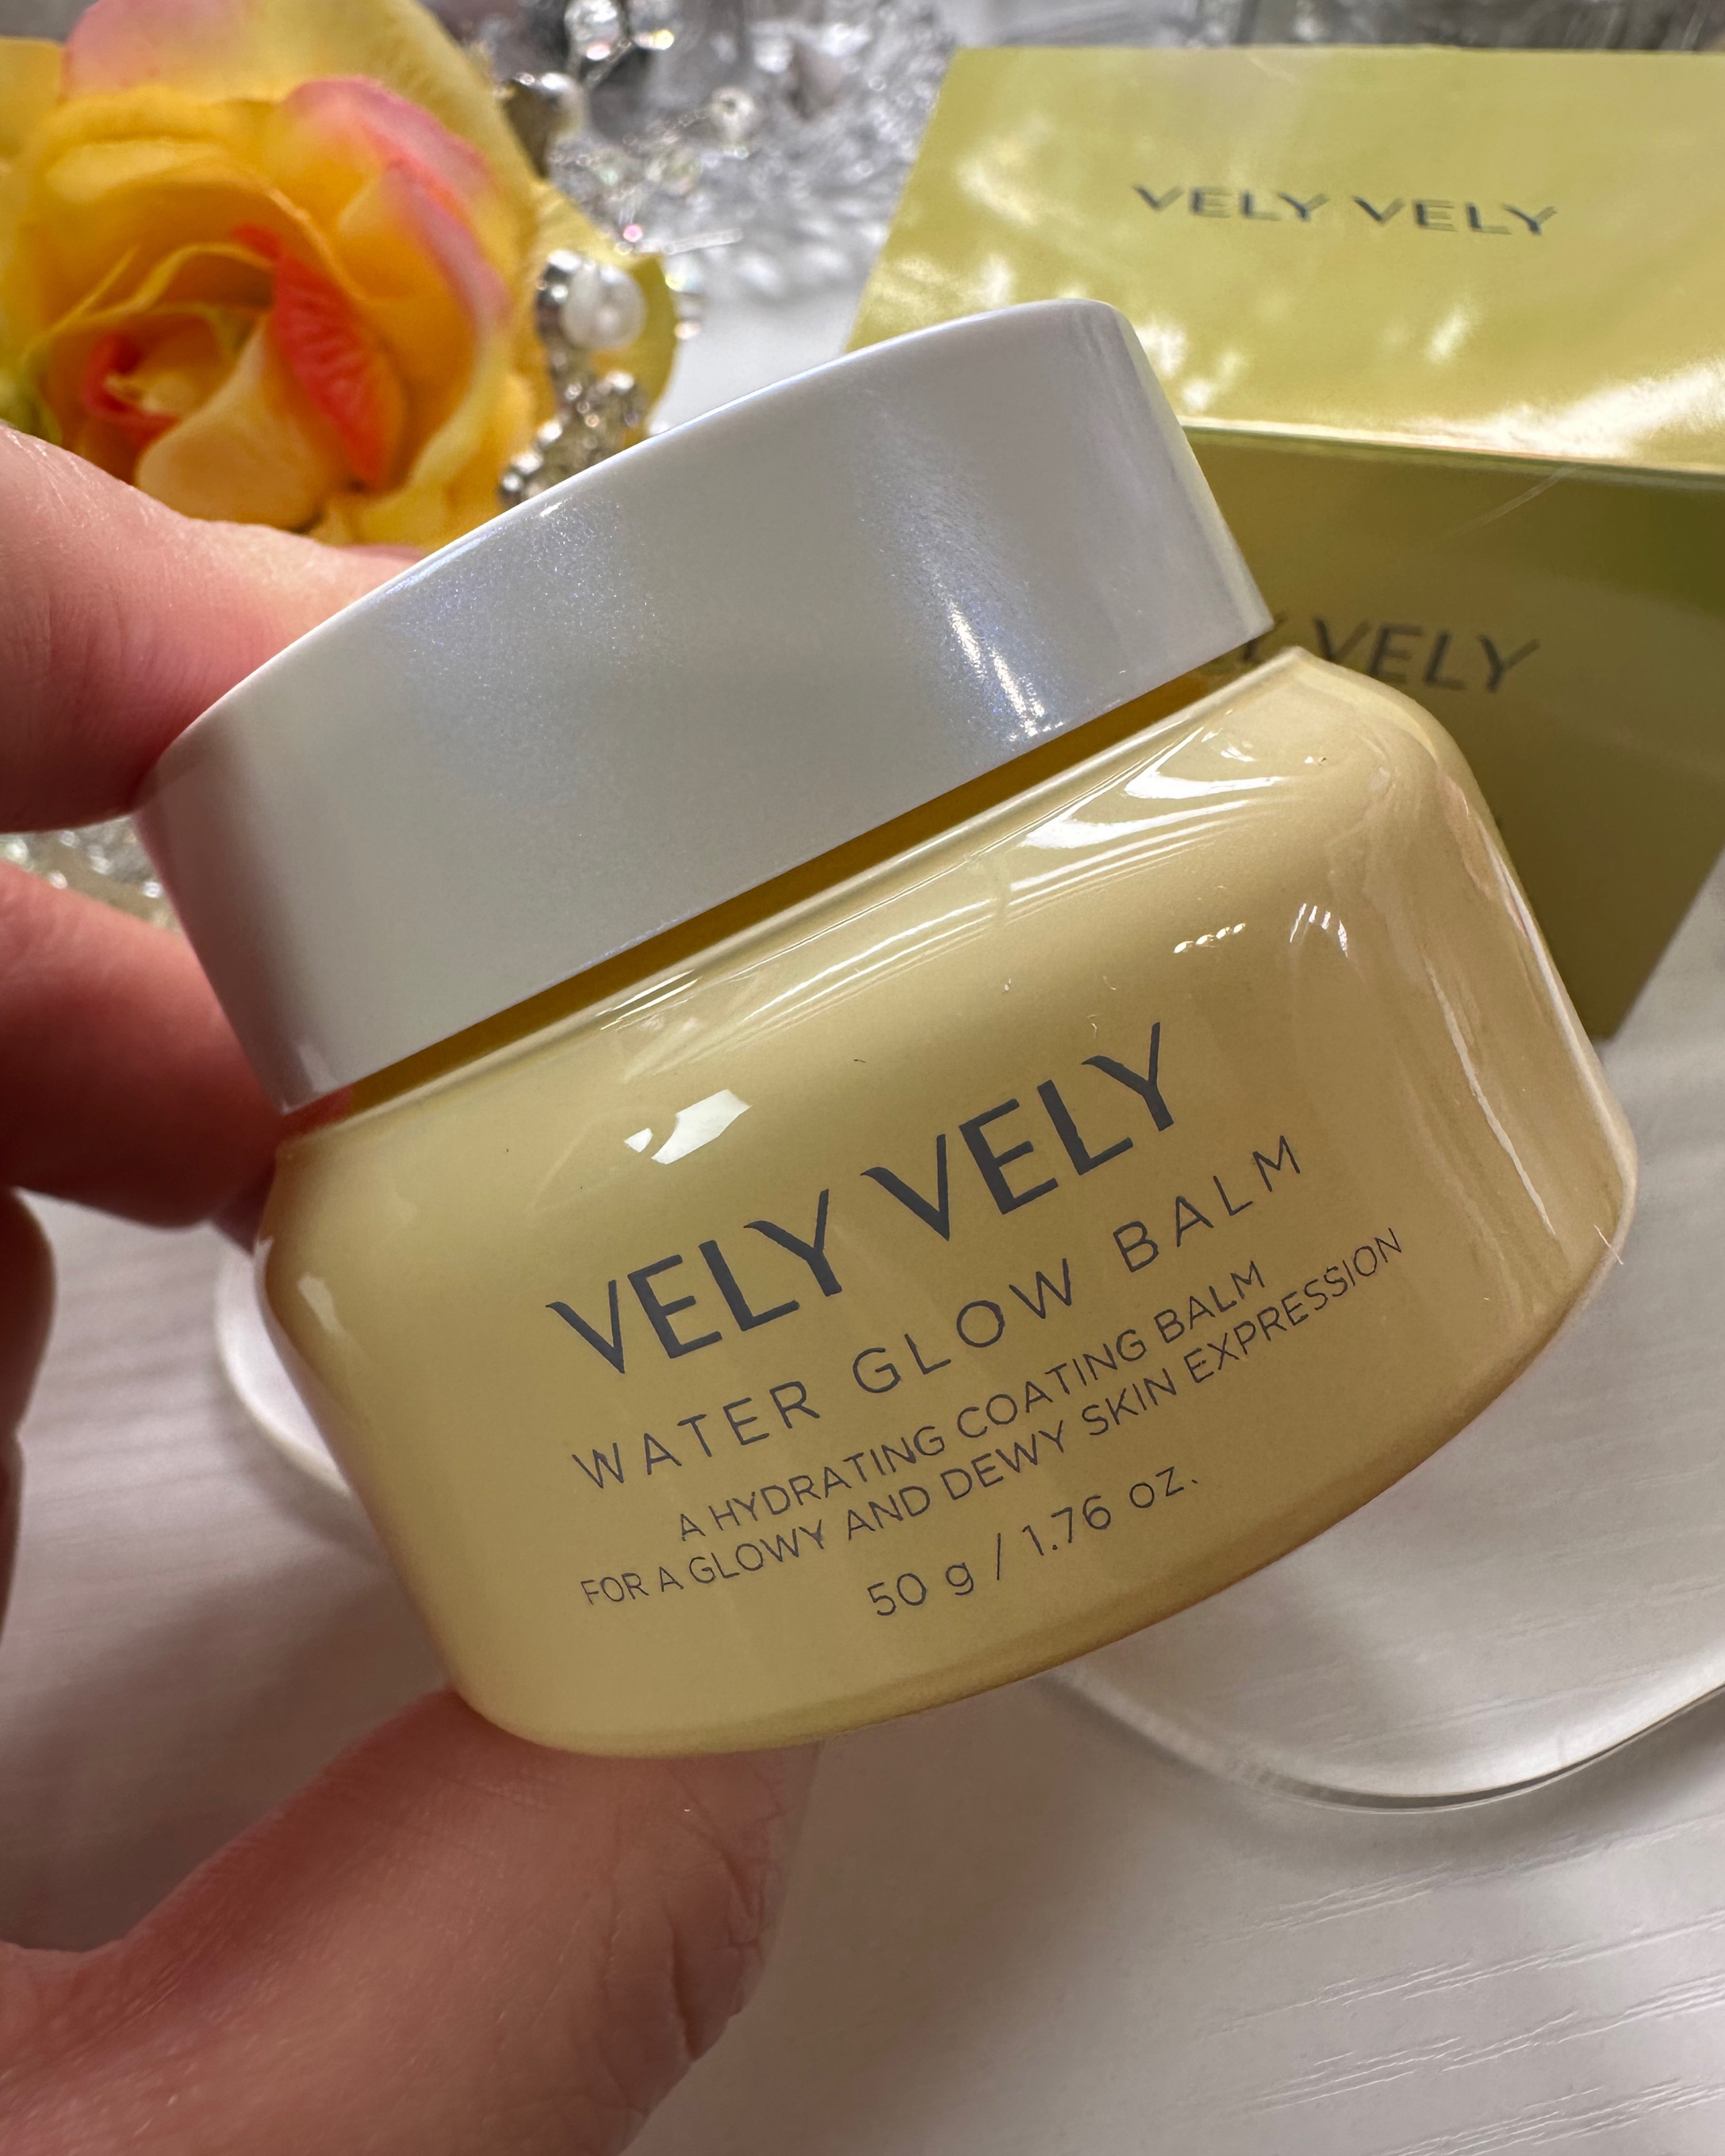 VELY VELY
VELY
VELY VELY
WATER GLOW BALM
A HYDRATING COATING BALM
FOR A GLOWY AND DEWY SKIN EXPRESSION
50 g / 1.76 oz.